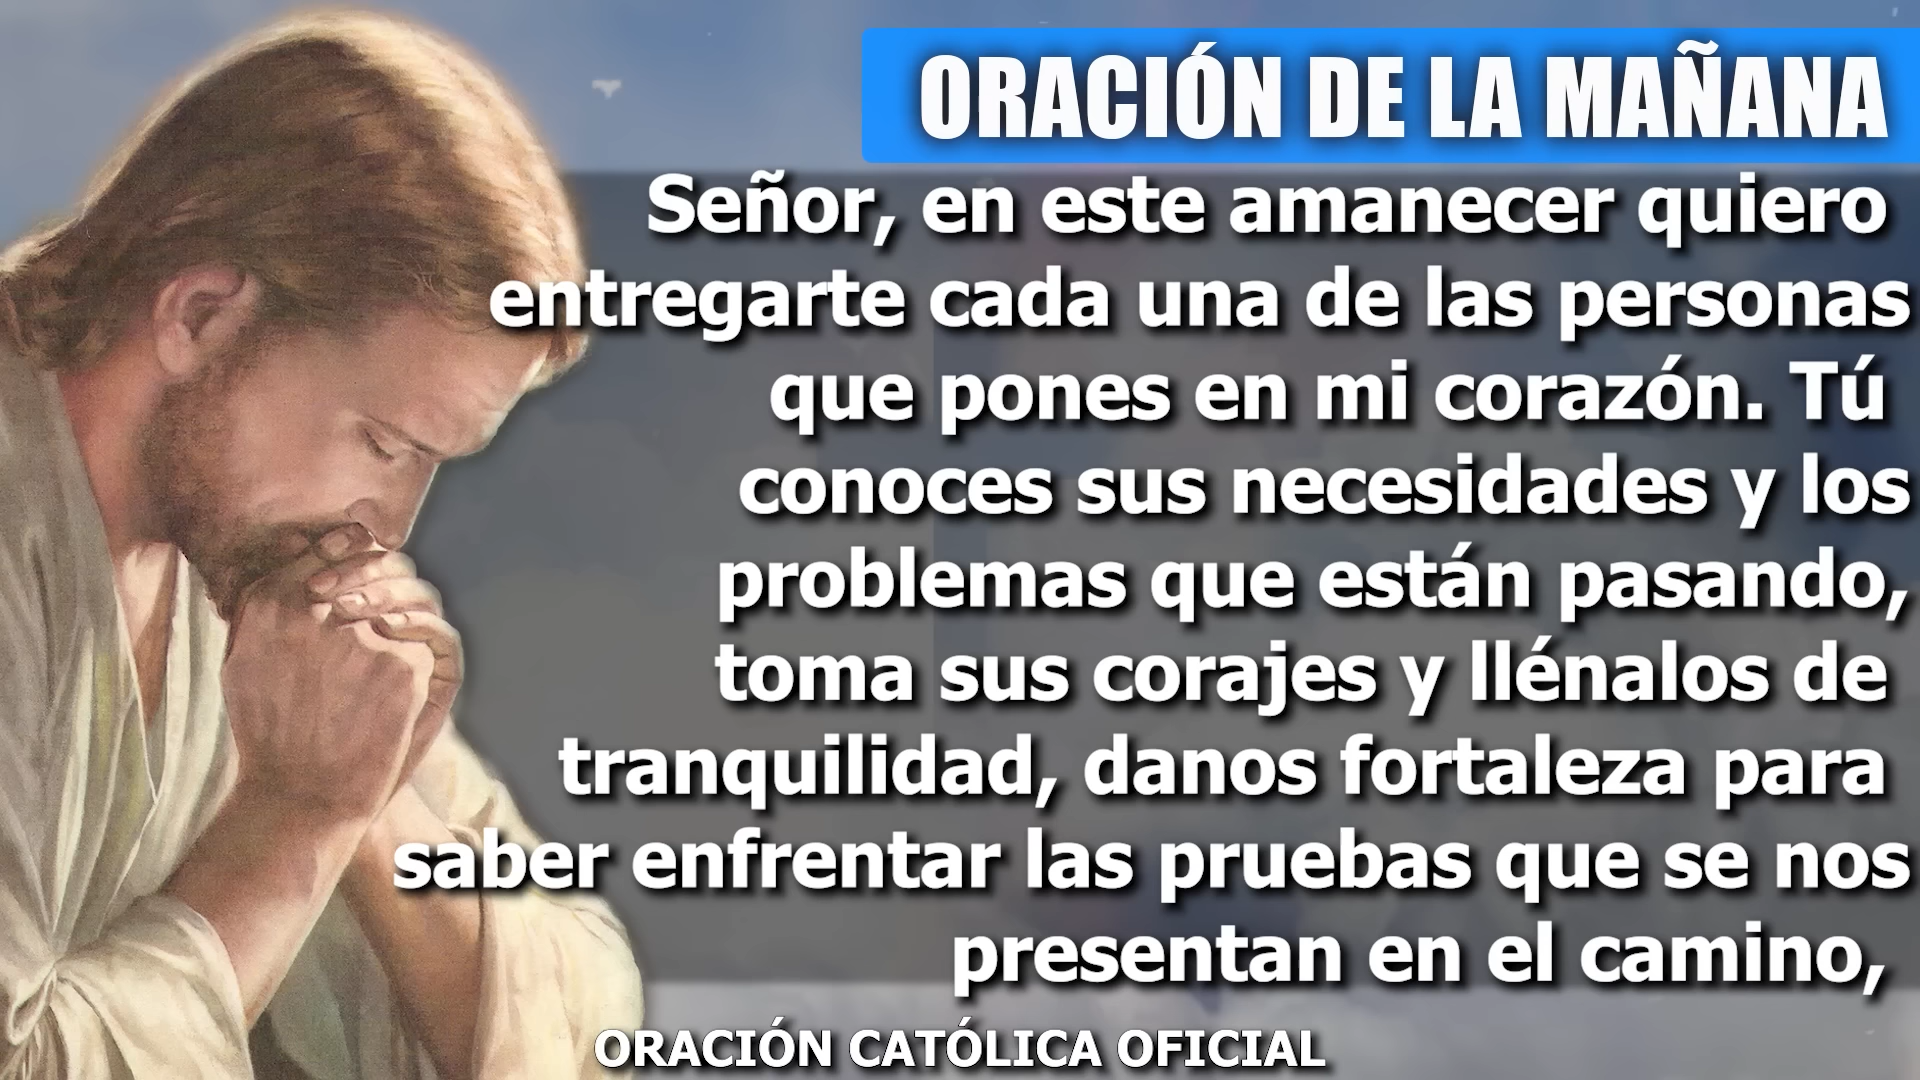 ORACIÓN DE LA MAÑANA
Señor, en este amanecer quiero
entregarte cada una de las personas
que pones en mi corazón. Tú
conoces sus necesidades y los
problemas que están pasando,
toma sus corajes y llénalos de
tranquilidad, danos fortaleza para
saber enfrentar las pruebas que se nos
presentan en el camino,
ORACIÓN CATÓLICA OFICIAL